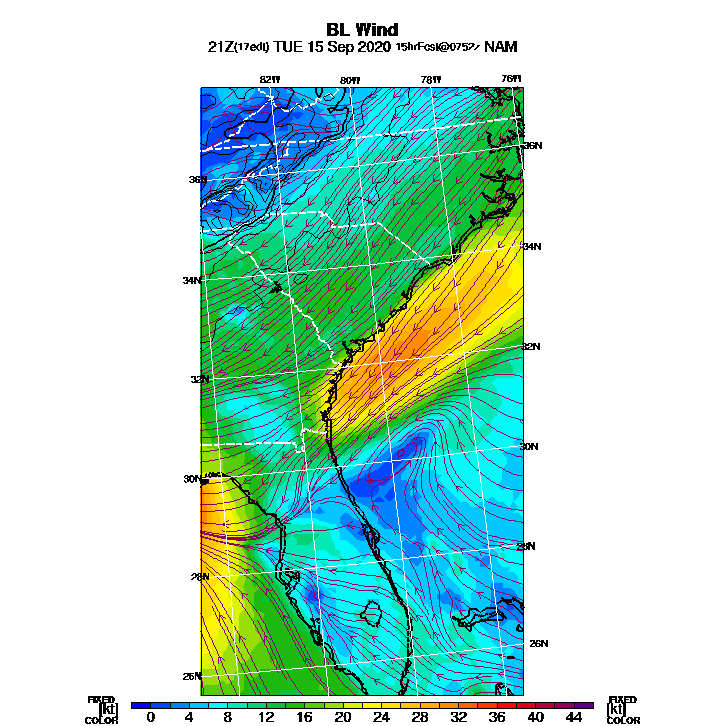 BL Wind
21Z(17edt) TUE 15 Sep 2020 15hrFcst@0752z NAM
82W 80W 78W 76W
36N
36N
34N
34N
32N
32N
30N
30N
28N
28N
26N
26N
FIXED FIXED
[kt] 0 4 8 12 16 20 24 28 32 36 40 44 [kt]
COLOR COLOR